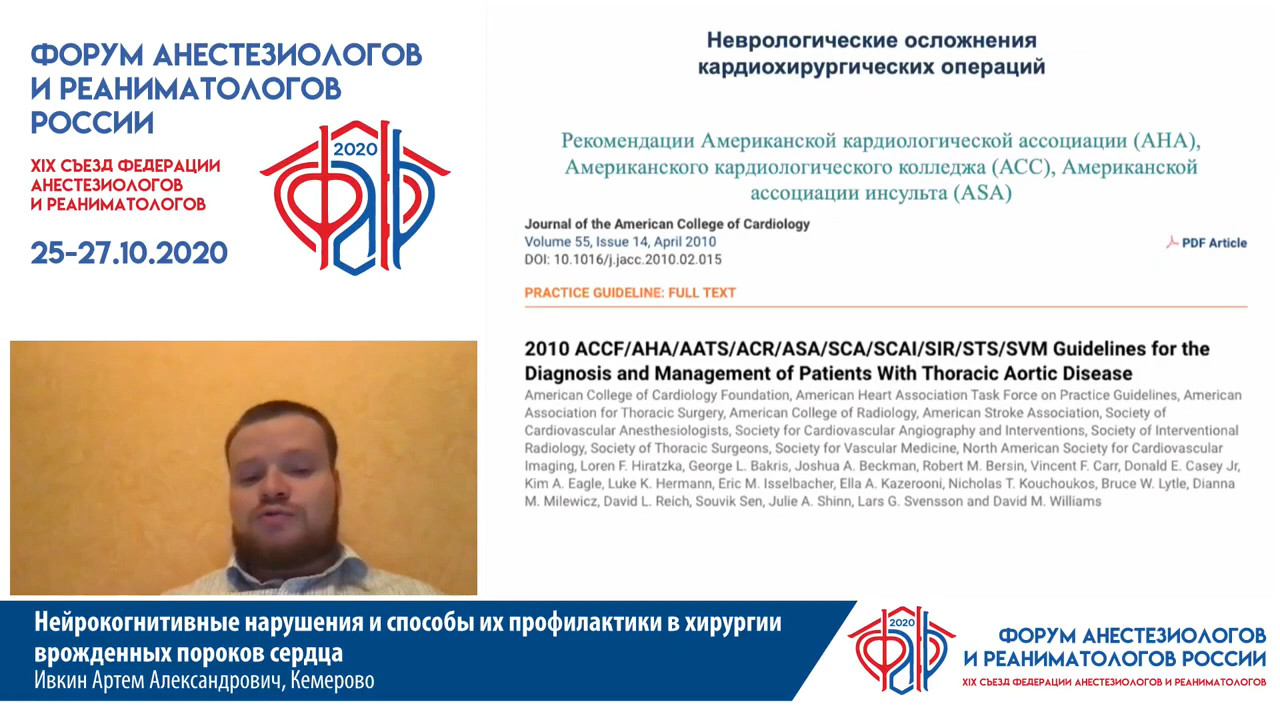 ФОРУМ АНЕСТЕЗИОЛОГОВ
И РЕАНИМАТОЛОГОВ
РОССИИ
XIX СЪЕЗД ФЕДЕРАЦИИ
АНЕСТЕЗИОЛОГОВ
И РЕАНИМАТОЛОГОВ
25-27.10.2020
2020
Неврологические осложнения
кардиохирургических операций
Рекомендации Американской кардиологической ассоциации (AHA),
Американского кардиологического колледжа (ACC), Американской
ассоциации инсульта (ASA)
Journal of the American College of Cardiology
Volume 55, Issue 14, April 2010
DOI: 10.1016/j.jacc.2010.02.015
PDF Article
PRACTICE GUIDELINE: FULL TEXT
2010 ACCF/AHA/AATS/ACR/ASA/SCA/SCAI/SIR/STS/SVM Guidelines for the
Diagnosis and Management of Patients With Thoracic Aortic Disease
American College of Cardiology Foundation, American Heart Association Task Force on Practice Guidelines, American
Association for Thoracic Surgery, American College of Radiology, American Stroke Association, Society of
Cardiovascular Anesthesiologists, Society for Cardiovascular Angiography and Interventions, Society of Interventional
Radiology, Society of Thoracic Surgeons, Society for Vascular Medicine, North American Society for Cardiovascular
Imaging, Loren F. Hiratzka, George L. Bakris, Joshua A. Beckman, Robert M. Bersin, Vincent F. Carr, Donald E. Casey Jr,
Kim A. Eagle, Luke K. Hermann, Eric M. Isselbacher, Ella A. Kazerooni, Nicholas T. Kouchoukos, Bruce W. Lytle, Dianna
M. Milewicz, David L. Reich, Souvik Sen, Julie A. Shinn, Lars G. Svensson and David M. Williams
Нейрокогнитивные нарушения и способы их профилактики в хирургии
врожденных пороков сердца
Ивкин Артем Александрович, Кемерово
2020
ФОРУМ АНЕСТЕЗИОЛОГОВ
И РЕАНИМАТОЛОГОВ РОССИИ
XIX СЪЕЗД ФЕДЕРАЦИИ АНЕСТЕЗИОЛОГОВ И РЕАНИМАТОЛОГОВ